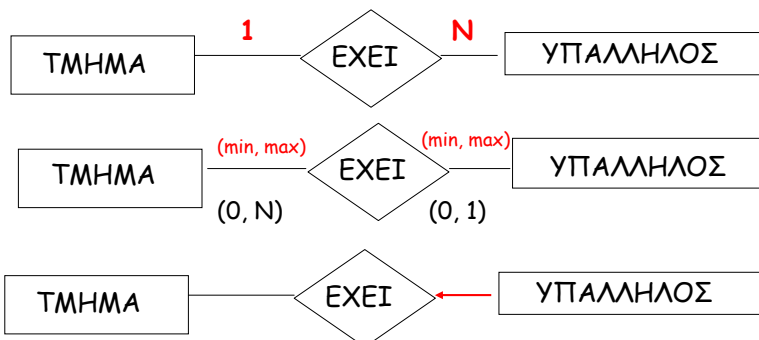 1 N
ΤΜΗΜΑ ΕΧΕΙ ΥΠΑΛΛΗΛΟΣ
(min, max) (min, max)
ΤΜΗΜΑ ΕΧΕΙ ΥΠΑΛΛΗΛΟΣ
(0, N) (0, 1)
ΤΜΗΜΑ ΕΧΕΙ ΥΠΑΛΛΗΛΟΣ